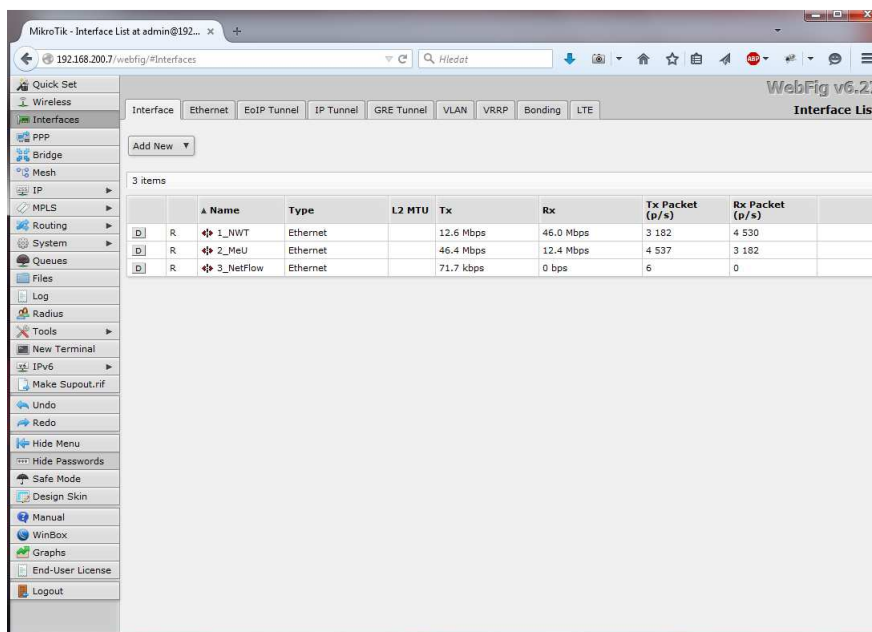 MikroTik - Interface List at admin@192...
192.168.200.7/webfig/#Interfaces
Hledat
ABP
Quick Set
Wireless
Interfaces
PPP
Bridge
Mesh
IP
MPLS
Routing
System
Queues
Files
Log
Radius
Tools
New Terminal
IPv6
Make Supout.rif
Undo
Redo
Hide Menu
Hide Passwords
Safe Mode
Design Skin
Manual
WinBox
Graphs
End-User License
Logout
WebFig v6.2
Interface Lis
Interface Ethernet EoIP Tunnel IP Tunnel GRE Tunnel VLAN VRRP Bonding LTE
Add New
3 items
Name Type L2 MTU Tx Rx Tx Packet (p/s) Rx Packet (p/s)
D R 1_NWT Ethernet 12.6 Mbps 46.0 Mbps 3 182 4 530
D R 2_MeU Ethernet 46.4 Mbps 12.4 Mbps 4 537 3 182
D R 3_NetFlow Ethernet 71.7 kbps 0 bps 6 0